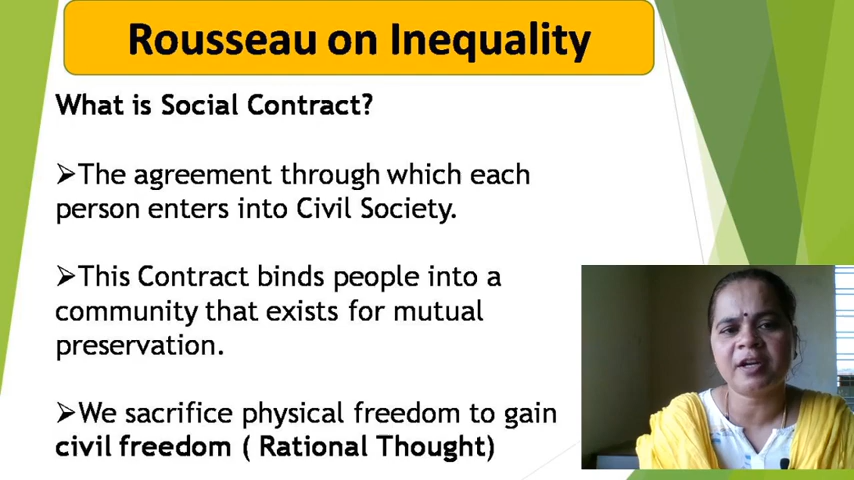 Rousseau on Inequality
What is Social Contract?
➢The agreement through which each
person enters into Civil Society.
➢This Contract binds people into a
community that exists for mutual
preservation.
➢We sacrifice physical freedom to gain
civil freedom ( Rational Thought)